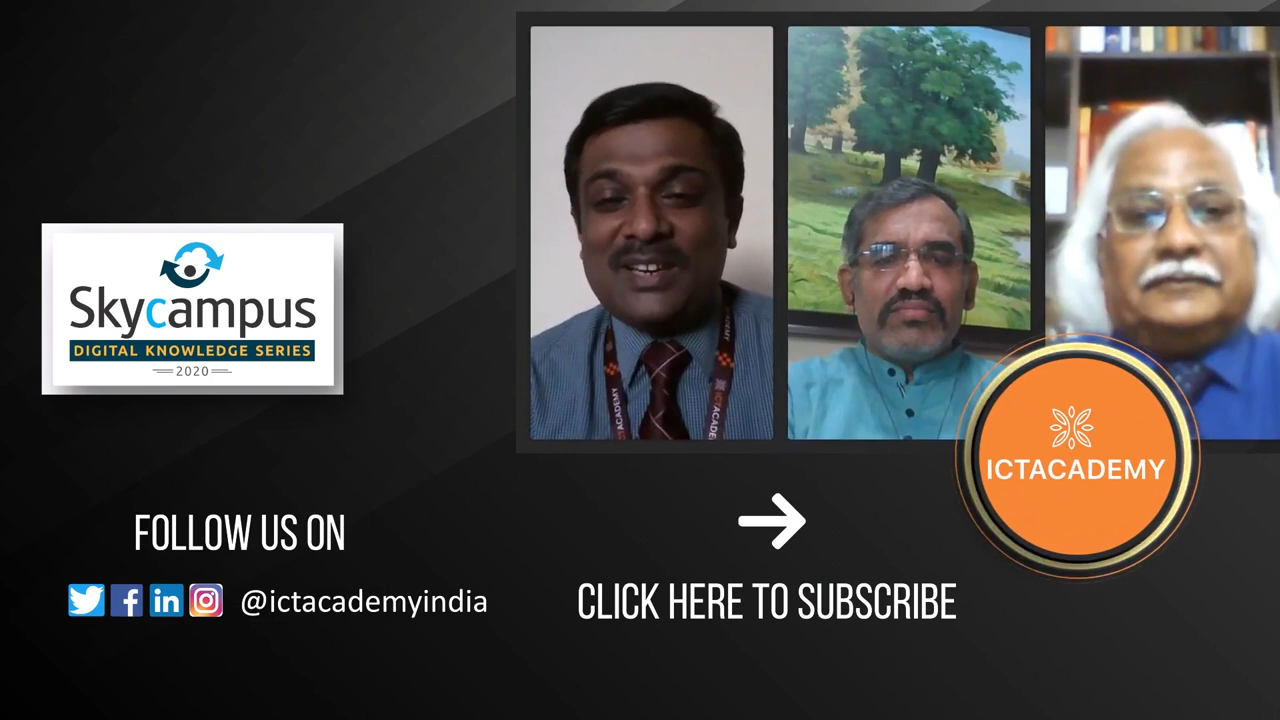 Skycampus
DIGITAL KNOWLEDGE SERIES
2020
ICTACADEMY
FOLLOW US ON
@ictacademyindia
CLICK HERE TO SUBSCRIBE